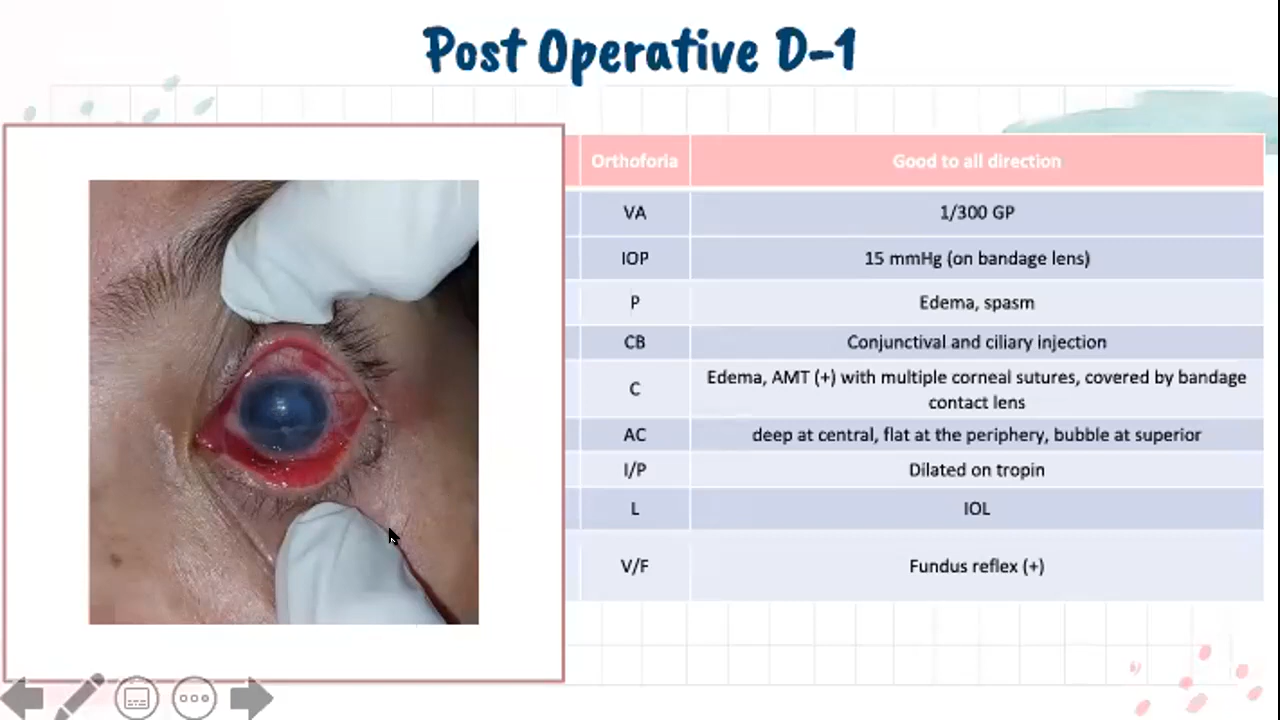 Post Operative D-1
Orthoforia Good to all direction
VA 1/300 GP
IOP 15 mmHg (on bandage lens)
P Edema, spasm
CB Conjunctival and ciliary injection
C Edema, AMT (+) with multiple corneal sutures, covered by bandage
contact lens
AC deep at central, flat at the periphery, bubble at superior
I/P Dilated on tropin
L IOL
V/F Fundus reflex (+)